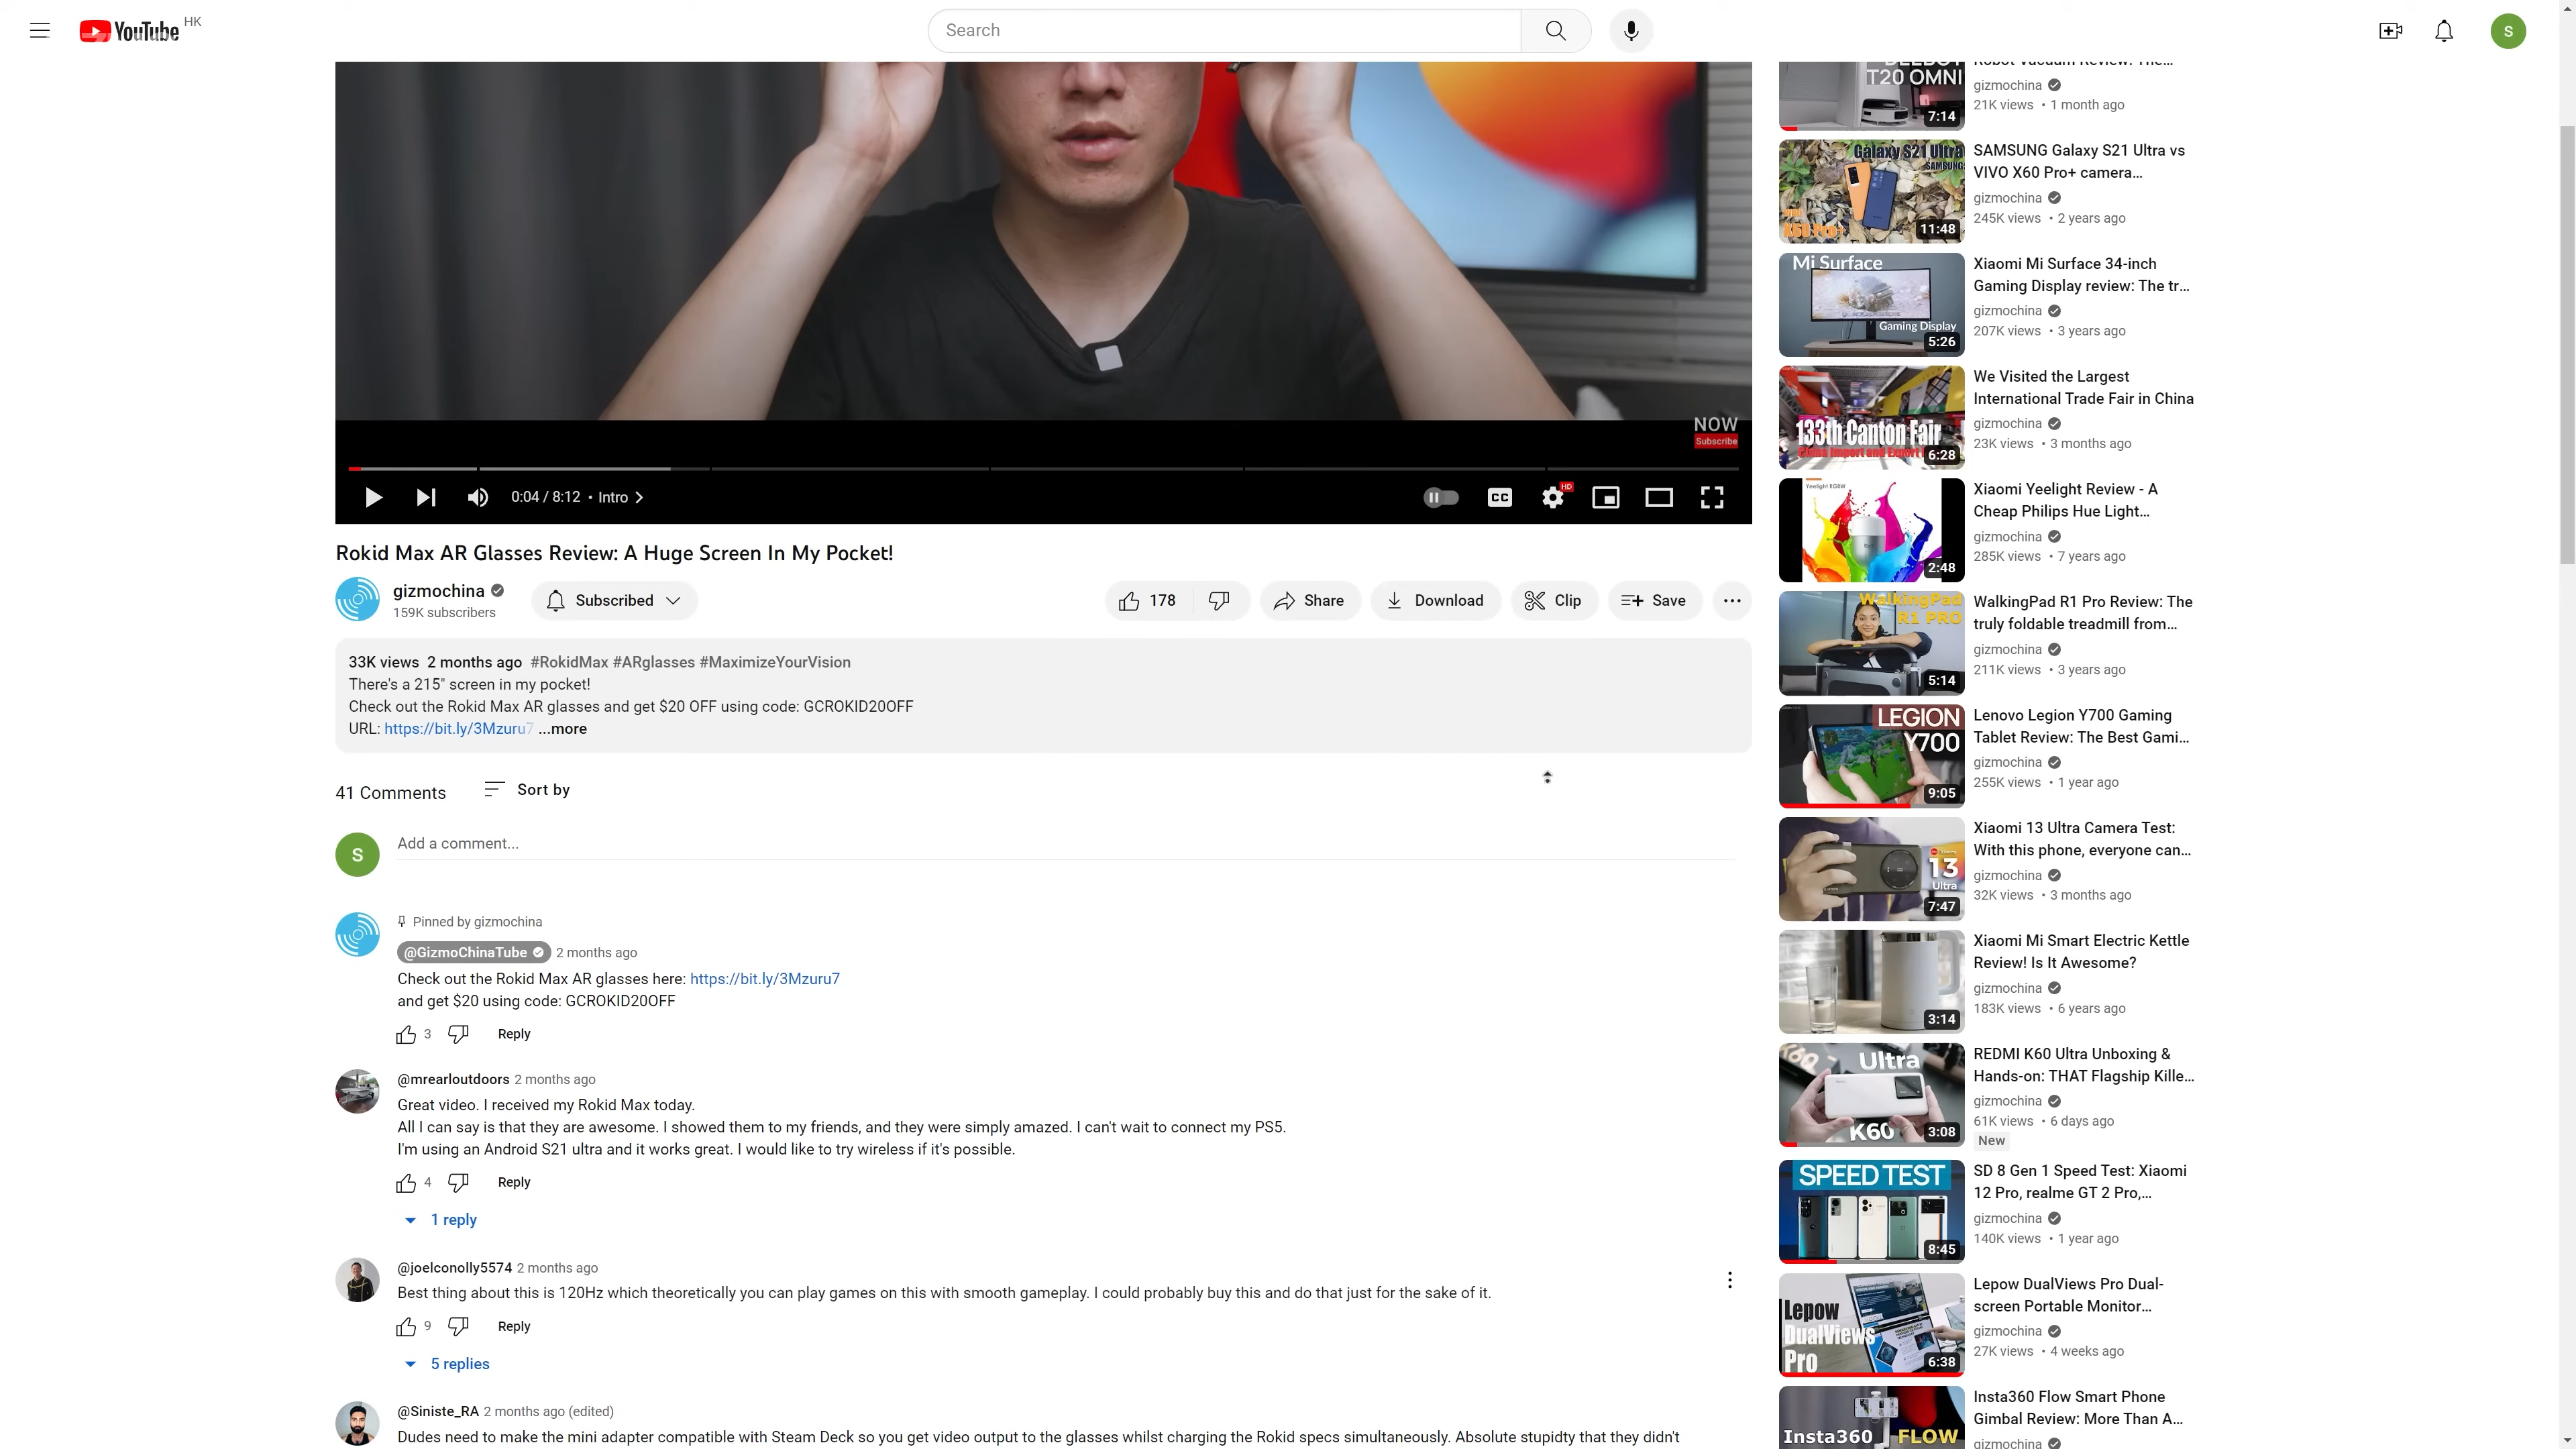 YouTube HK
Search
S
NOW
Subscribe
0:04 / 8:12 • Intro
CC
HD
Rokid Max AR Glasses Review: A Huge Screen In My Pocket!
gizmochina
159K subscribers
Subscribed
178
Share
Download
Clip
Save
33K views 2 months ago #RokidMax #ARglasses #MaximizeYourVision
There's a 215" screen in my pocket!
Check out the Rokid Max AR glasses and get $20 OFF using code: GCROKID20OFF
URL: https://bit.ly/3Mzuru7 ...more
41 Comments
Sort by
S
Add a comment...
Pinned by gizmochina
@GizmoChinaTube 2 months ago
Check out the Rokid Max AR glasses here: https://bit.ly/3Mzuru7
and get $20 using code: GCROKID20OFF
3
Reply
@mrearloutdoors 2 months ago
Great video. I received my Rokid Max today.
All I can say is that they are awesome. I showed them to my friends, and they were simply amazed. I can't wait to connect my PS5.
I'm using an Android S21 ultra and it works great. I would like to try wireless if it's possible.
4
Reply
1 reply
@joelconolly5574 2 months ago
Best thing about this is 120Hz which theoretically you can play games on this with smooth gameplay. I could probably buy this and do that just for the sake of it.
9
Reply
5 replies
@Siniste_RA 2 months ago (edited)
Dudes need to make the mini adapter compatible with Steam Deck so you get video output to the glasses whilst charging the Rokid specs simultaneously. Absolute stupidty that they didn't
T20 OMNI
7:14
Robot Vacuum Review: The...
gizmochina
21K views • 1 month ago
Galaxy S21 Ultra
SAMSUNG
X60 Pro+
11:48
SAMSUNG Galaxy S21 Ultra vs
VIVO X60 Pro+ camera...
gizmochina
245K views • 2 years ago
Mi Surface
Gaming Display
5:26
Xiaomi Mi Surface 34-inch
Gaming Display review: The tr...
gizmochina
207K views • 3 years ago
133th Canton Fair
China Import and Export
6:28
We Visited the Largest
International Trade Fair in China
gizmochina
23K views • 3 months ago
Yeelight RGBW
2:48
Xiaomi Yeelight Review - A
Cheap Philips Hue Light...
gizmochina
285K views • 7 years ago
WalkingPad
R1 PRO
5:14
WalkingPad R1 Pro Review: The
truly foldable treadmill from...
gizmochina
211K views • 3 years ago
LEGION
Y700
9:05
Lenovo Legion Y700 Gaming
Tablet Review: The Best Gami...
gizmochina
255K views • 1 year ago
13
Ultra
7:47
Xiaomi 13 Ultra Camera Test:
With this phone, everyone can...
gizmochina
32K views • 3 months ago
3:14
Xiaomi Mi Smart Electric Kettle
Review! Is It Awesome?
gizmochina
183K views • 6 years ago
Ultra
K60
3:08
REDMI K60 Ultra Unboxing &
Hands-on: THAT Flagship Kille...
gizmochina
61K views • 6 days ago
New
SPEED TEST
8:45
SD 8 Gen 1 Speed Test: Xiaomi
12 Pro, realme GT 2 Pro,...
gizmochina
140K views • 1 year ago
Lepow
DualViews
Pro
6:38
Lepow DualViews Pro Dual-
screen Portable Monitor...
gizmochina
27K views • 4 weeks ago
Insta360 FLOW
Insta360 Flow Smart Phone
Gimbal Review: More Than A...
gizmochina